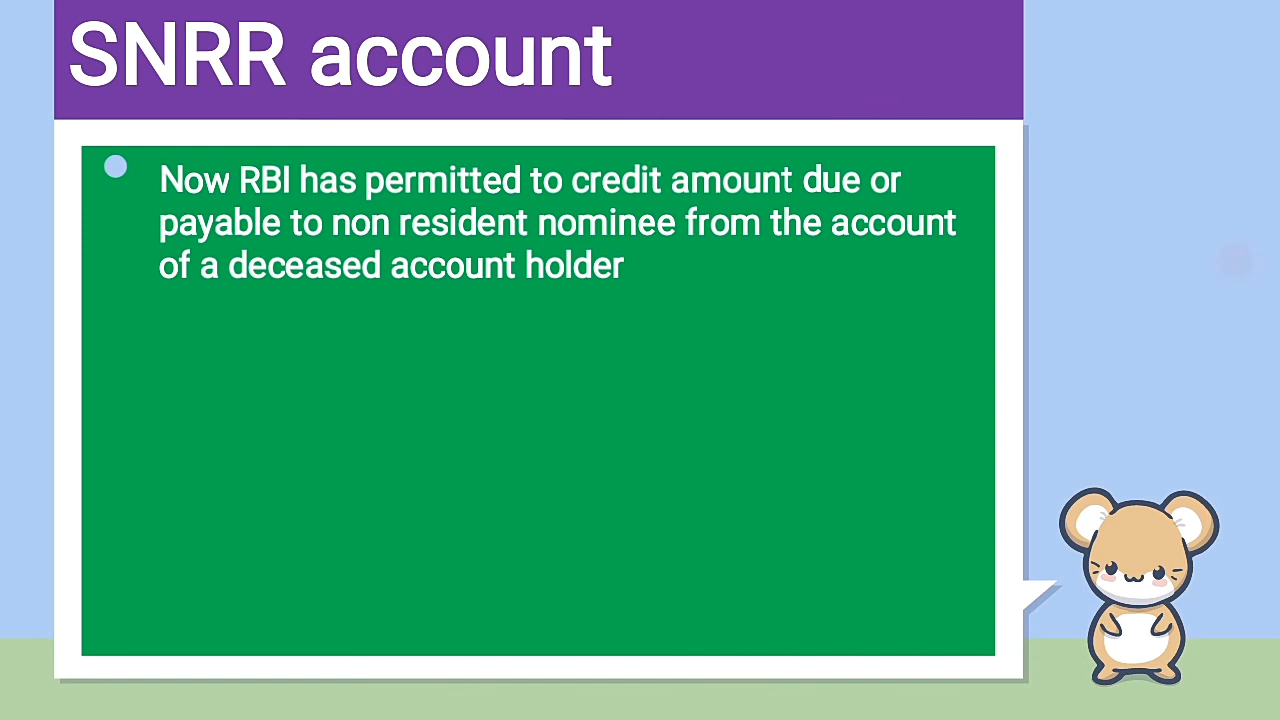 SNRR account
Now RBI has permitted to credit amount due or
payable to non resident nominee from the account
of a deceased account holder